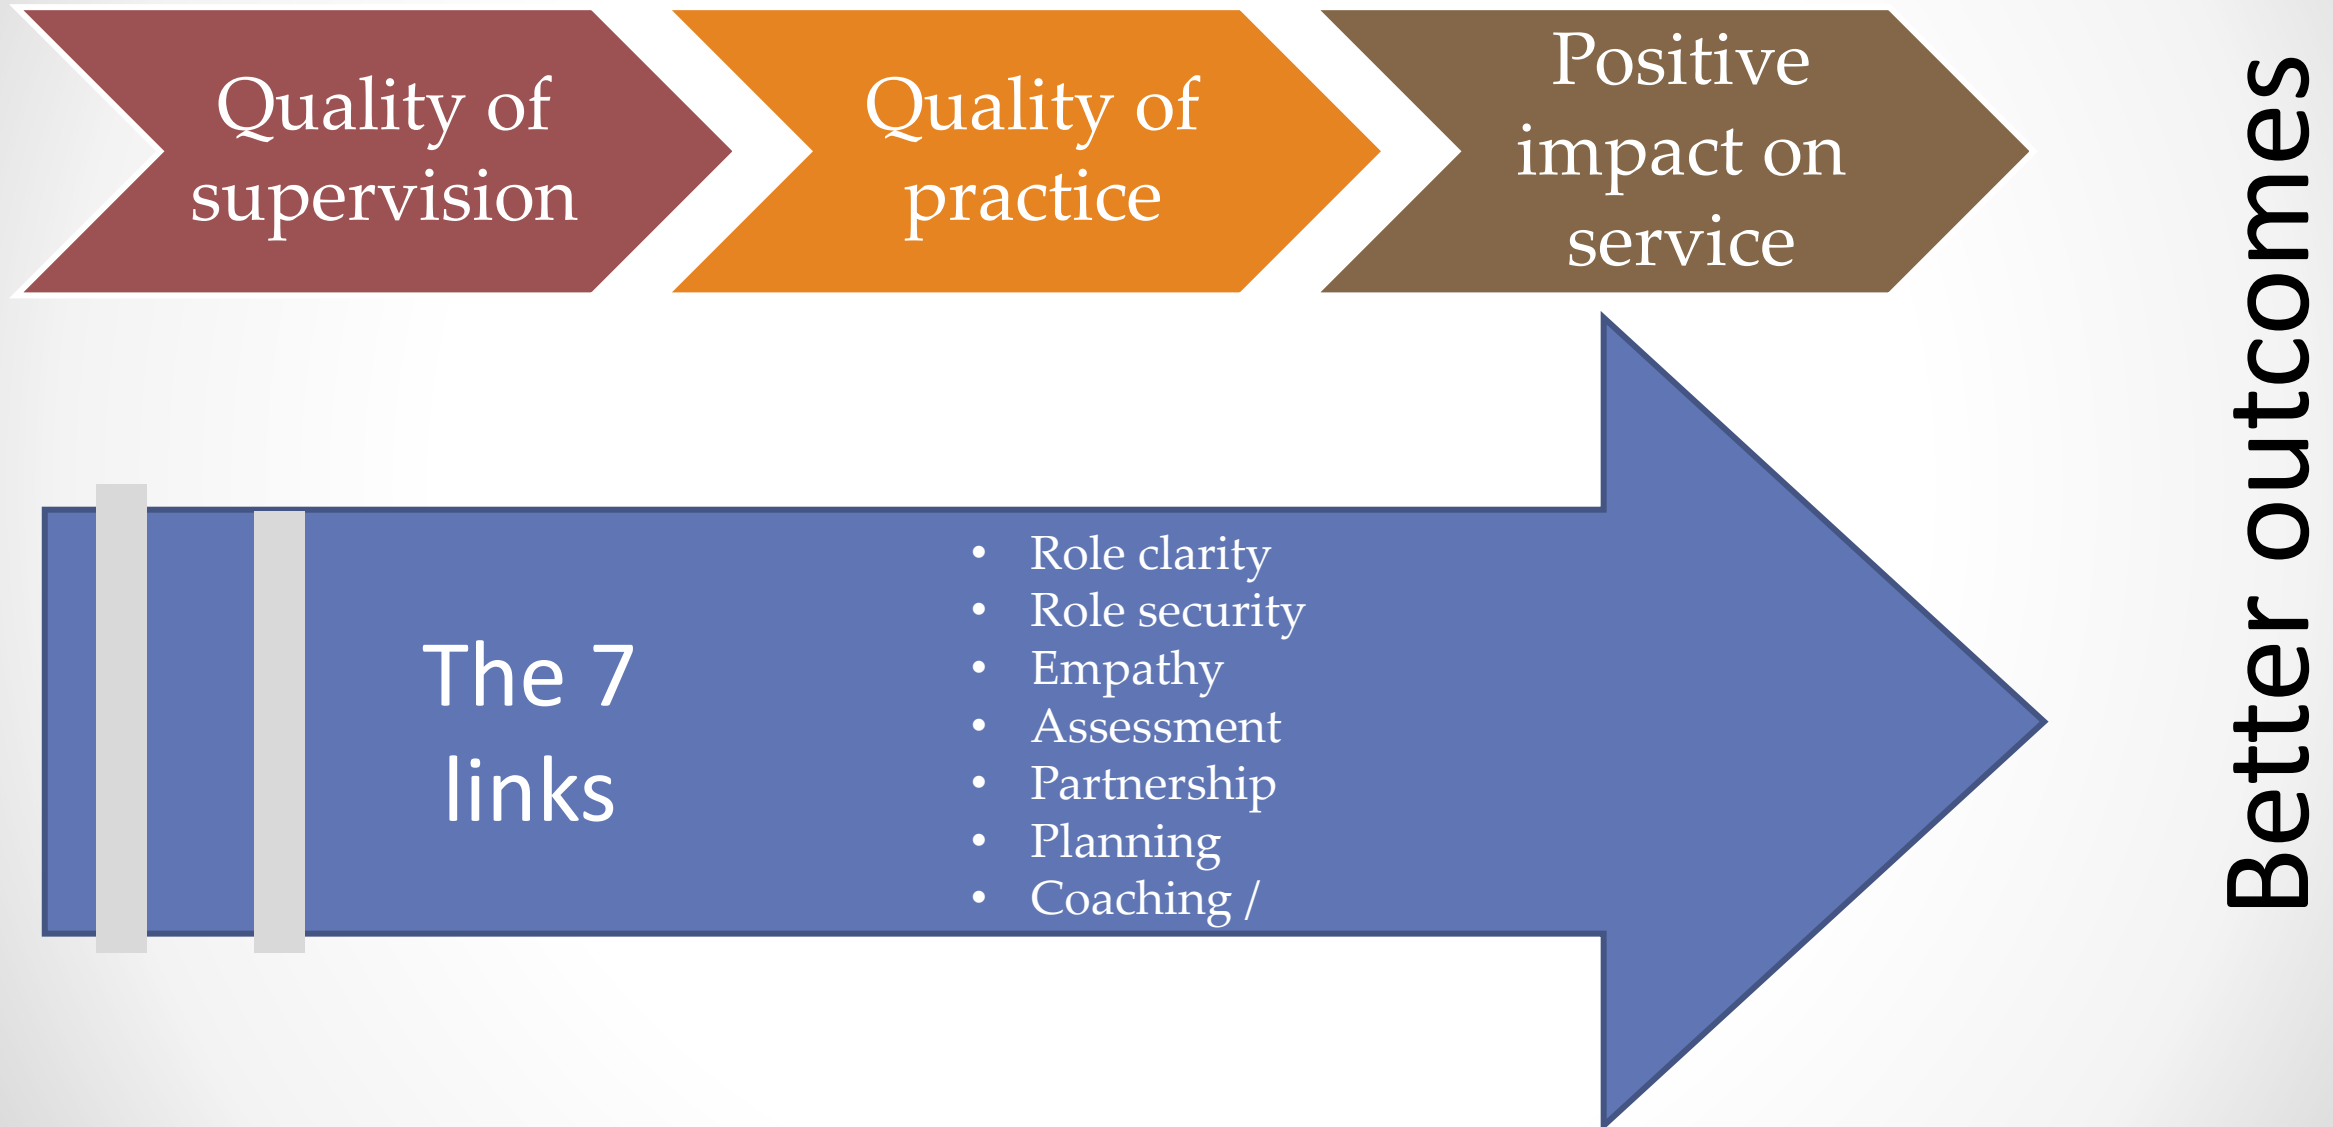 Quality of
supervision
Quality of
practice
Positive
impact on
service
The 7
links
• Role clarity
• Role security
• Empathy
• Assessment
• Partnership
• Planning
• Coaching /
Better outcomes